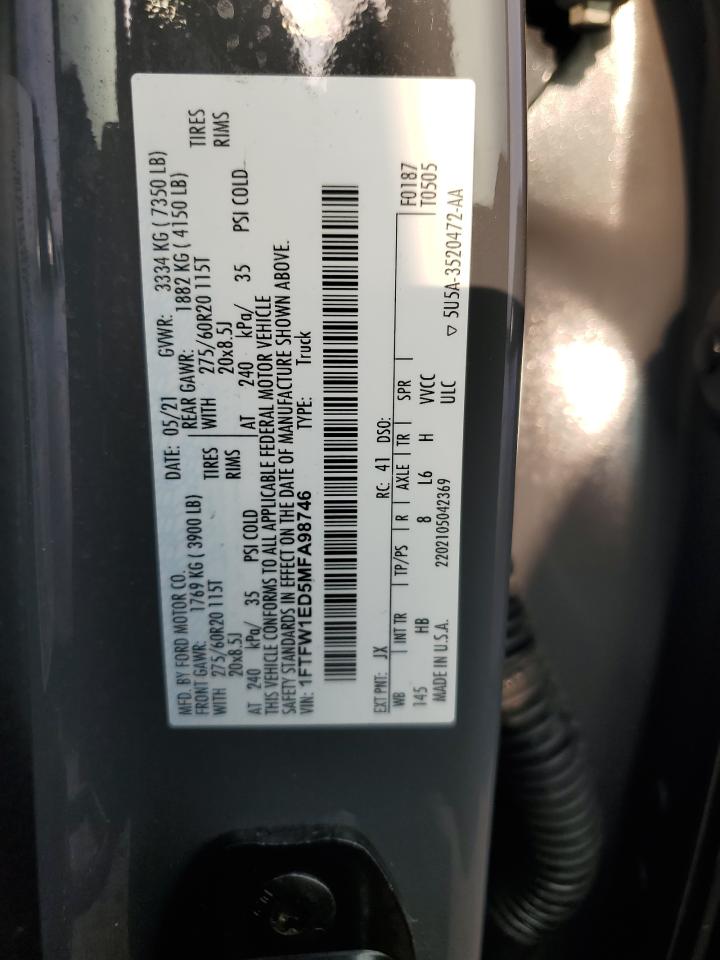 MFD. BY FORD MOTOR CO. DATE: 05/21 GVWR: 3334 KG ( 7350 LB)
FRONT GAWR: 1769 KG ( 3900 LB) REAR GAWR: 1882 KG ( 4150 LB)
WITH 275/60R20 115T TIRES WITH 275/60R20 115T TIRES
20x8.5J RIMS 20x8.5J RIMS
AT 240 kPa/ 35 PSI COLD AT 240 kPa/ 35 PSI COLD
THIS VEHICLE CONFORMS TO ALL APPLICABLE FEDERAL MOTOR VEHICLE
SAFETY STANDARDS IN EFFECT ON THE DATE OF MANUFACTURE SHOWN ABOVE.
VIN: 1FTFW1ED5MFA98746 TYPE: Truck
EXT PNT: JX RC: 41 DSO: F0187
WB INT TR TP/PS R AXLE TR SPR T0505
145 HB 8 L6 H VVCC
MADE IN U.S.A. 2202105042369 ULC ▽ 5U5A-3520472-AA